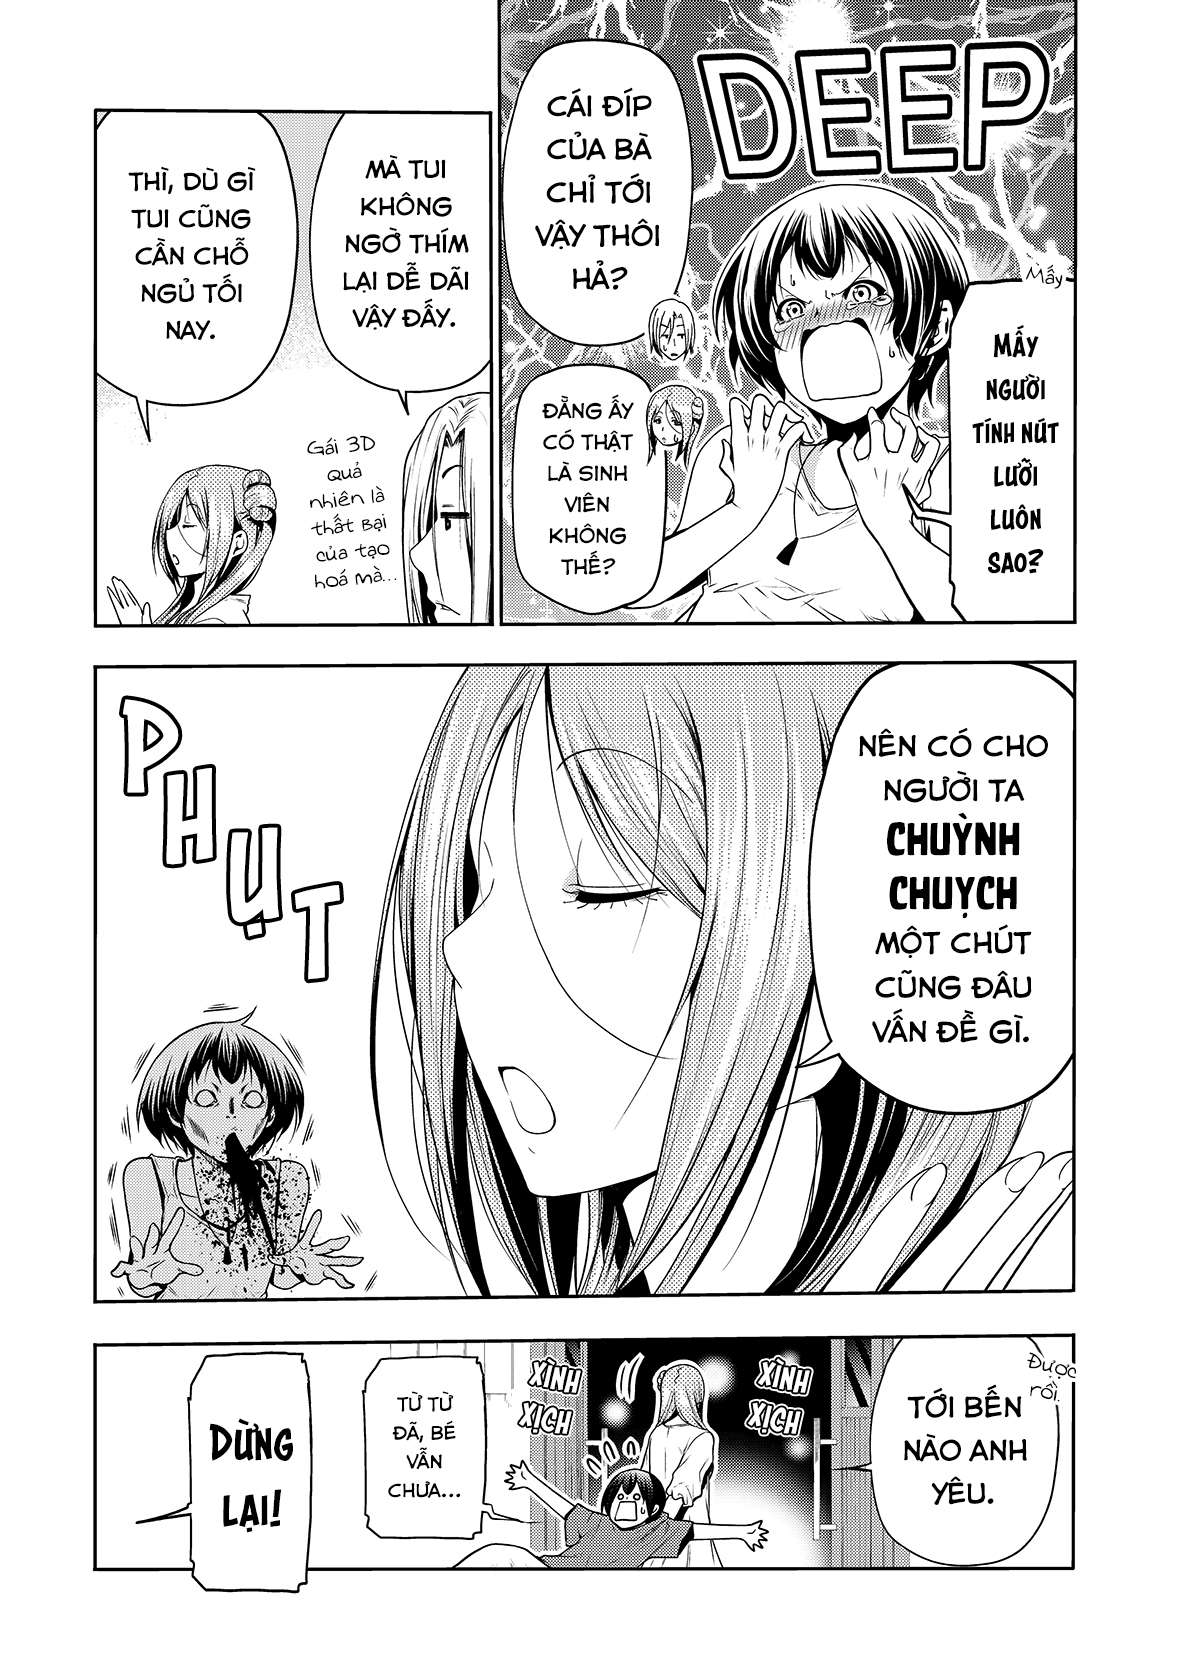 DEEP
Mấy
MẤY
NGƯỜI
TÍNH NÚT
LƯỠI
LUÔN
SAO?
CÁI ĐÍP
CỦA BÀ
CHỈ TỚI
VẬY THÔI
HẢ?
ĐẰNG ẤY
CÓ THẬT
LÀ SINH
VIÊN
KHÔNG
THẾ?
MÀ TUI
KHÔNG
NGỜ THÍM
LẠI DỄ DÃI
VẬY ĐẤY.
Gái 3D
quả
nhiên là
thất bại
của tạo
hoá mà...
THÌ, DÙ GÌ
TUI CŨNG
CẦN CHỖ
NGỦ TỐI
NAY.
NÊN CÓ CHO
NGƯỜI TA
CHUỲNH
CHUỴCH
MỘT CHÚT
CŨNG ĐÂU
VẤN ĐỀ GÌ.
PHỤT
Được
rồi.
TỚI BẾN
NÀO ANH
YÊU.
XÌNH
XỊCH
XÌNH
XỊCH
TỪ TỪ
ĐÃ, BÉ
VẪN
CHƯA...
DỪNG
LẠI!